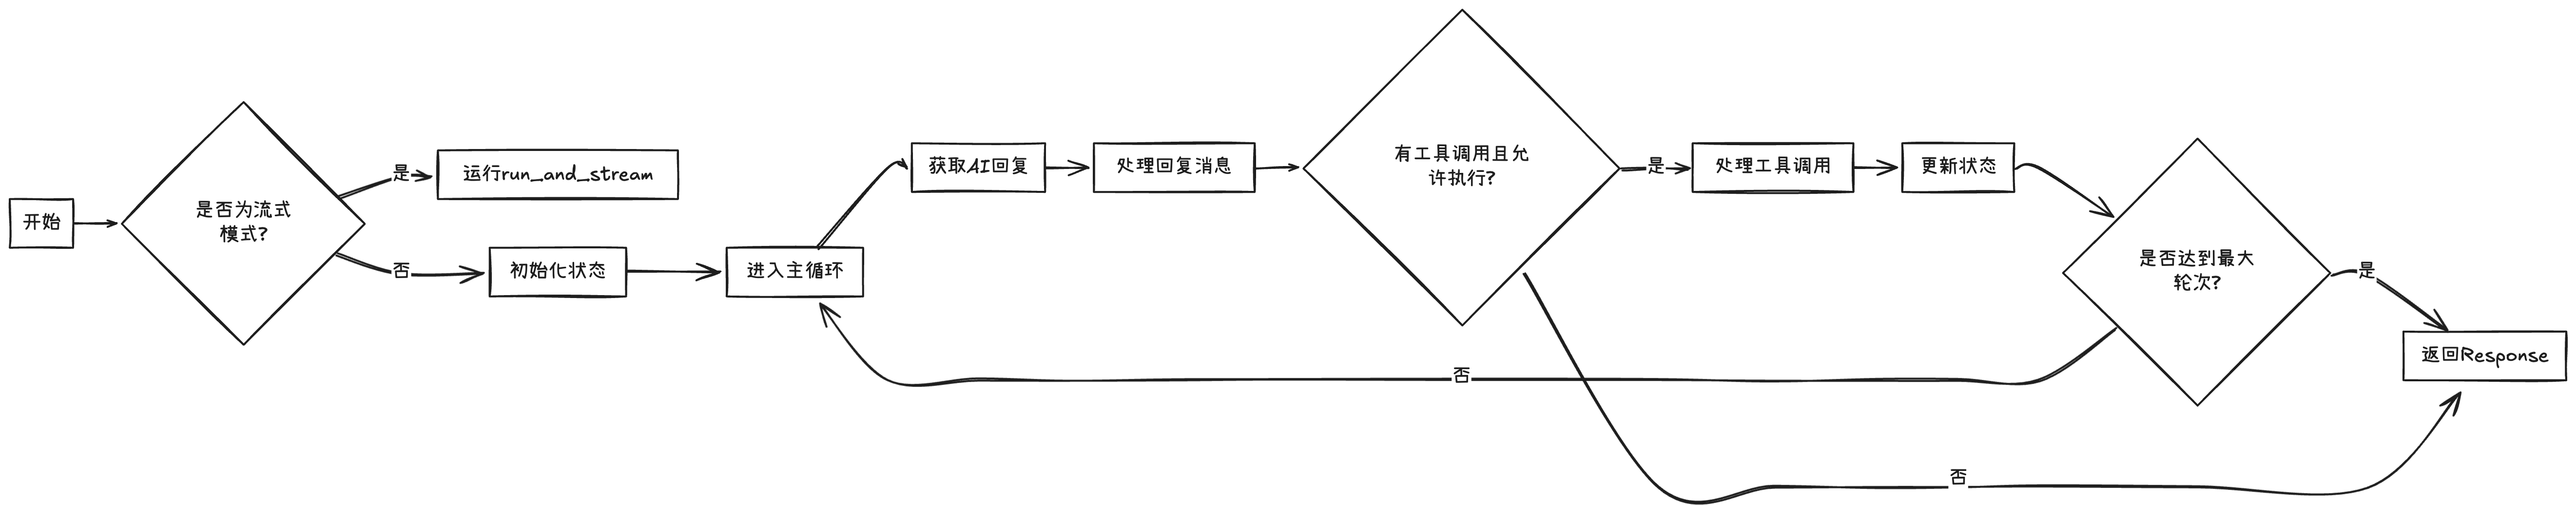 开始
是否为流式
模式?
是
运行run_and_stream
否
初始化状态
进入主循环
获取AI回复
处理回复消息
有工具调用且允
许执行?
是
处理工具调用
更新状态
是否达到最大
轮次?
是
返回Response
否
否